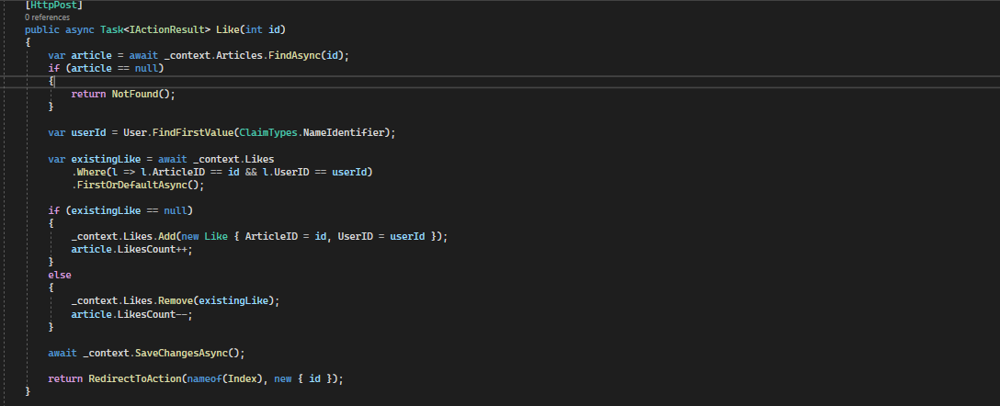 [HttpPost]
0 references
public async Task<IActionResult> Like(int id)
{
    var article = await _context.Articles.FindAsync(id);
    if (article == null)
    {
        return NotFound();
    }

    var userId = User.FindFirstValue(ClaimTypes.NameIdentifier);

    var existingLike = await _context.Likes
        .Where(l => l.ArticleID == id && l.UserID == userId)
        .FirstOrDefaultAsync();

    if (existingLike == null)
    {
        _context.Likes.Add(new Like { ArticleID = id, UserID = userId });
        article.LikesCount++;
    }
    else
    {
        _context.Likes.Remove(existingLike);
        article.LikesCount--;
    }

    await _context.SaveChangesAsync();

    return RedirectToAction(nameof(Index), new { id });
}